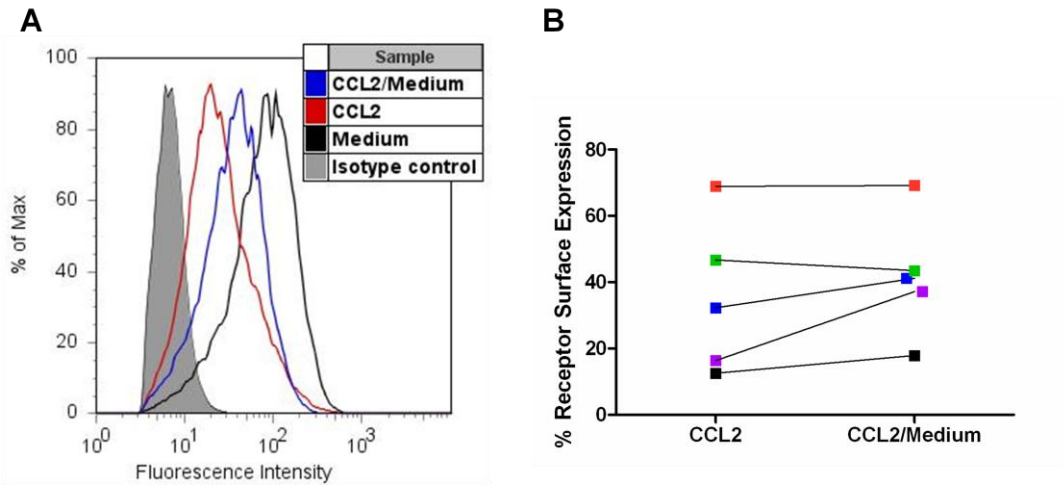 A
B
Sample
CCL2/Medium
CCL2
Medium
Isotype control
100
80
60
40
20
0
% of Max
10^0
10^1
10^2
10^3
Fluorescence Intensity
% Receptor Surface Expression
80
60
40
20
0
CCL2
CCL2/Medium